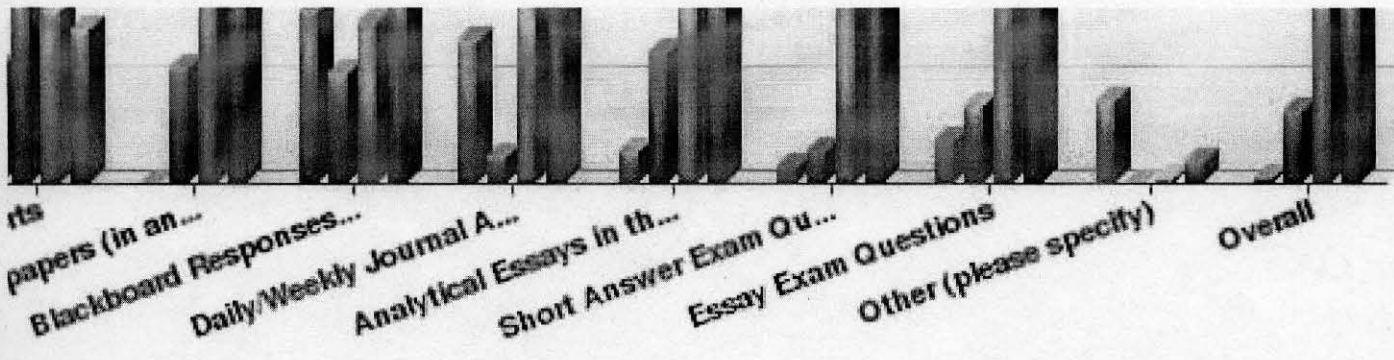 rts
papers (in an...
Blackboard Responses...
Daily/Weekly Journal A...
Analytical Essays in th...
Short Answer Exam Qu...
Essay Exam Questions
Other (please specify)
Overall